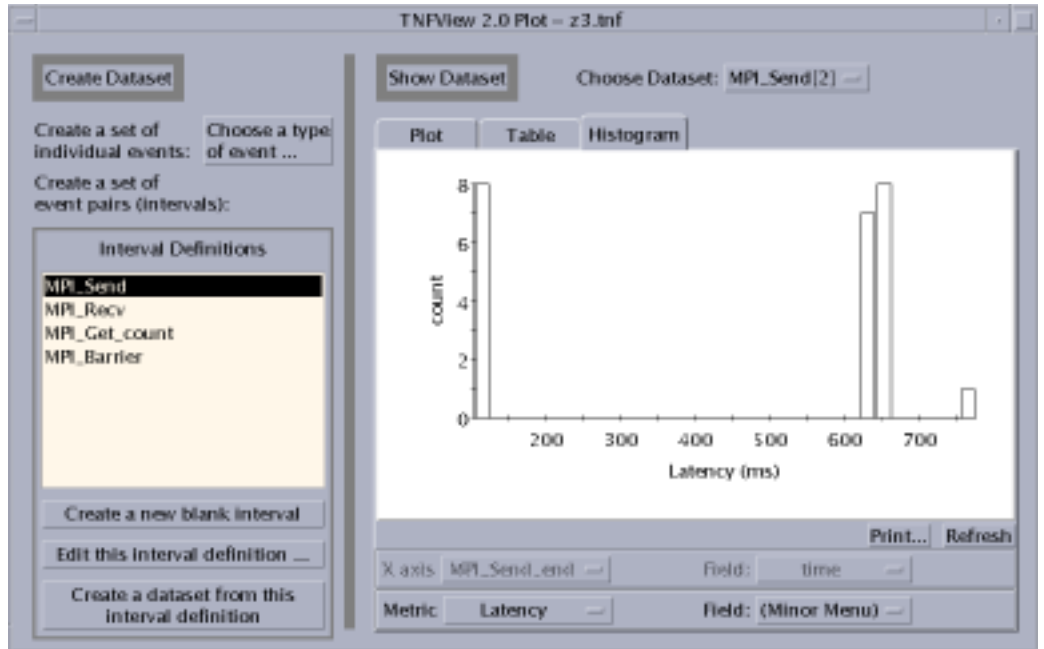 TNFView 2.0 Plot – z3.tnf
Create Dataset
Create a set of
individual events:
Choose a type
of event ...
Create a set of
event pairs (intervals):
Interval Definitions
MPI_Send
MPI_Recv
MPI_Get_count
MPI_Barrier
Create a new blank interval
Edit this interval definition ...
Create a dataset from this
interval definition
Show Dataset
Choose Dataset: MPI_Send[2]
Plot
Table
Histogram
count
8
6
4
2
0
200 300 400 500 600 700
Latency (ms)
Print... Refresh
X axis MPI_Send_end Field: time
Metric Latency Field: (Minor Menu)